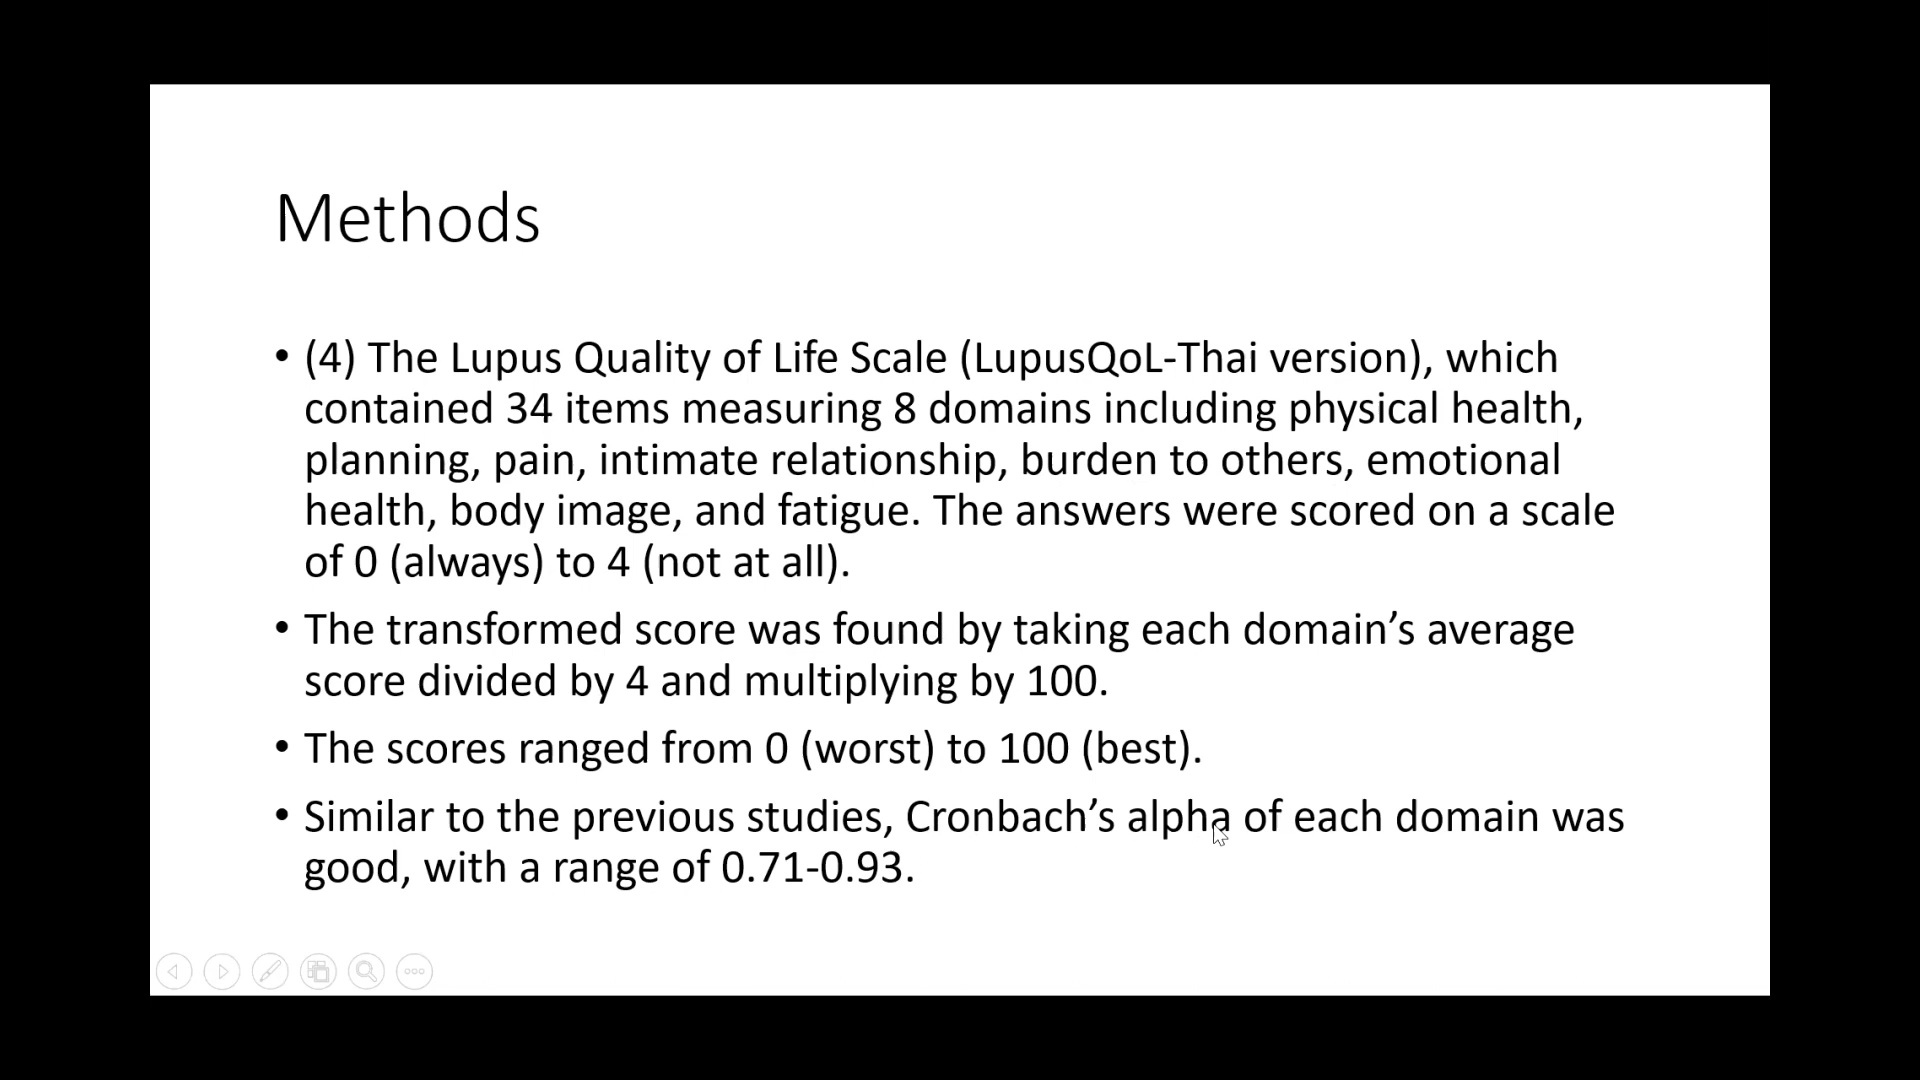 Methods
• (4) The Lupus Quality of Life Scale (LupusQoL-Thai version), which
contained 34 items measuring 8 domains including physical health,
planning, pain, intimate relationship, burden to others, emotional
health, body image, and fatigue. The answers were scored on a scale
of 0 (always) to 4 (not at all).
• The transformed score was found by taking each domain’s average
score divided by 4 and multiplying by 100.
• The scores ranged from 0 (worst) to 100 (best).
• Similar to the previous studies, Cronbach’s alpha of each domain was
good, with a range of 0.71-0.93.